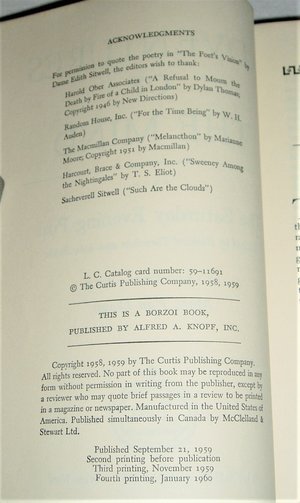 ACKNOWLEDGMENTS
For permission to quote the poetry in "The Poet's Vision" by
Dame Edith Sitwell, the editors wish to thank:
Harold Ober Associates ("A Refusal to Mourn the
Death by Fire of a Child in London" by Dylan Thomas;
Copyright 1946 by New Directions)
Random House, Inc. ("For the Time Being" by W. H.
Auden)
The Macmillan Company ("Melancthon" by Marianne
Moore; Copyright 1951 by Macmillan)
Harcourt, Brace & Company, Inc. ("Sweeney Among
the Nightingales" by T. S. Eliot)
Sacheverell Sitwell ("Such Are the Clouds")
L. C. Catalog card number: 59-11691
© The Curtis Publishing Company, 1958, 1959
THIS IS A BORZOI BOOK,
PUBLISHED BY ALFRED A. KNOPF, INC.
Copyright 1958, 1959 by The Curtis Publishing Company.
All rights reserved. No part of this book may be reproduced in any
form without permission in writing from the publisher, except by
a reviewer who may quote brief passages in a review to be printed
in a magazine or newspaper. Manufactured in the United States of
America. Published simultaneously in Canada by McClelland &
Stewart Ltd.
Published September 21, 1959
Second printing before publication
Third printing, November 1959
Fourth printing, January 1960